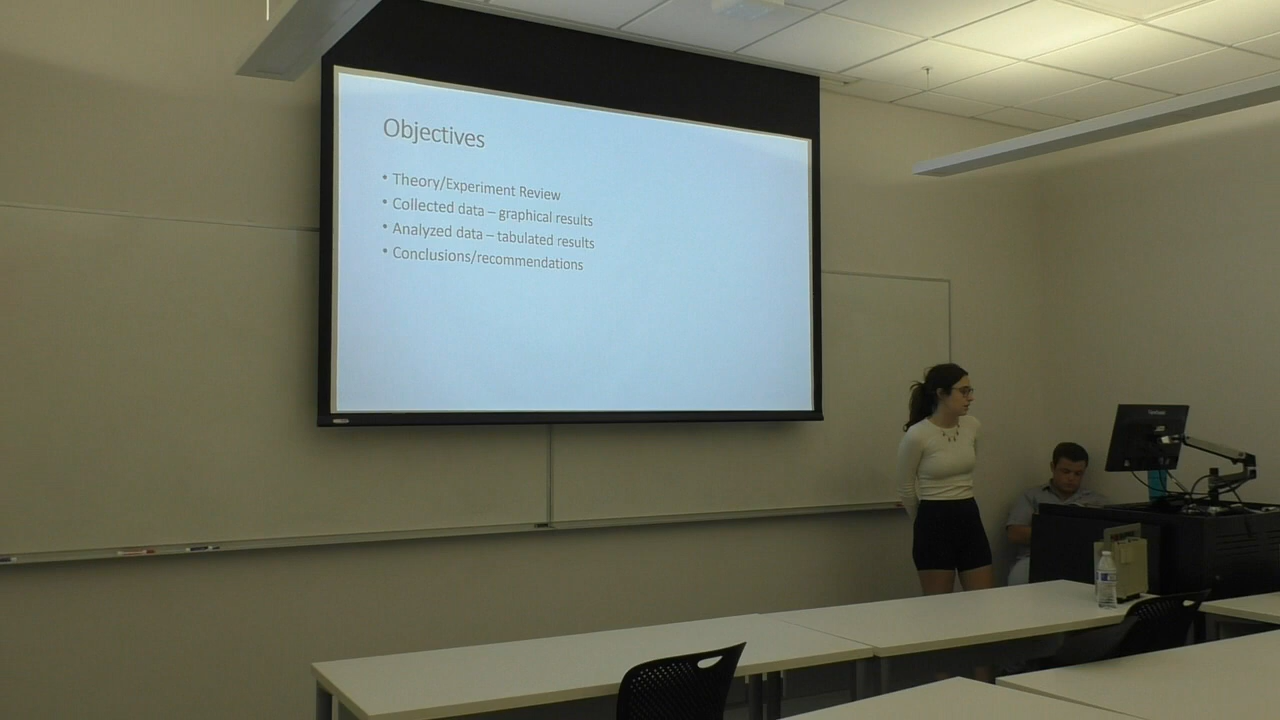 Objectives
• Theory/Experiment Review
• Collected data – graphical results
• Analyzed data – tabulated results
• Conclusions/recommendations